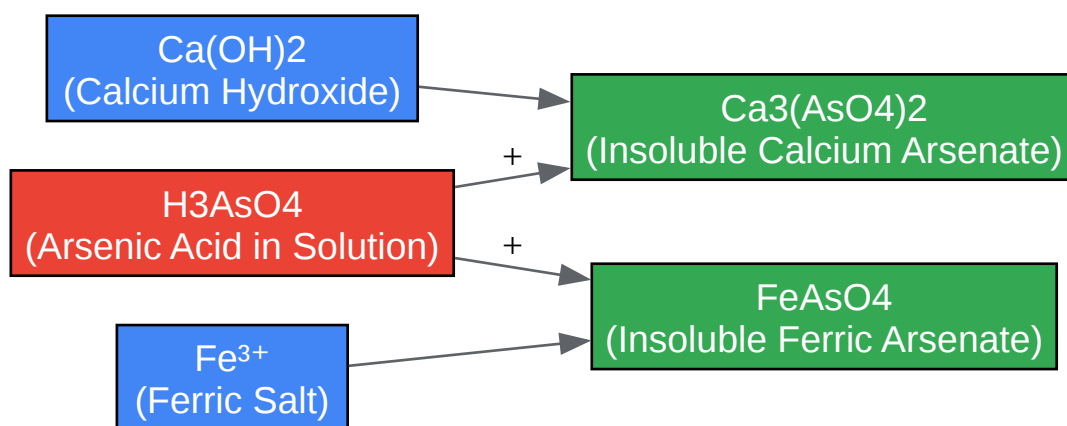 Ca(OH)2
(Calcium Hydroxide)
Ca3(AsO4)2
(Insoluble Calcium Arsenate)
+
H3AsO4
(Arsenic Acid in Solution)
+
FeAsO4
(Insoluble Ferric Arsenate)
Fe³⁺
(Ferric Salt)